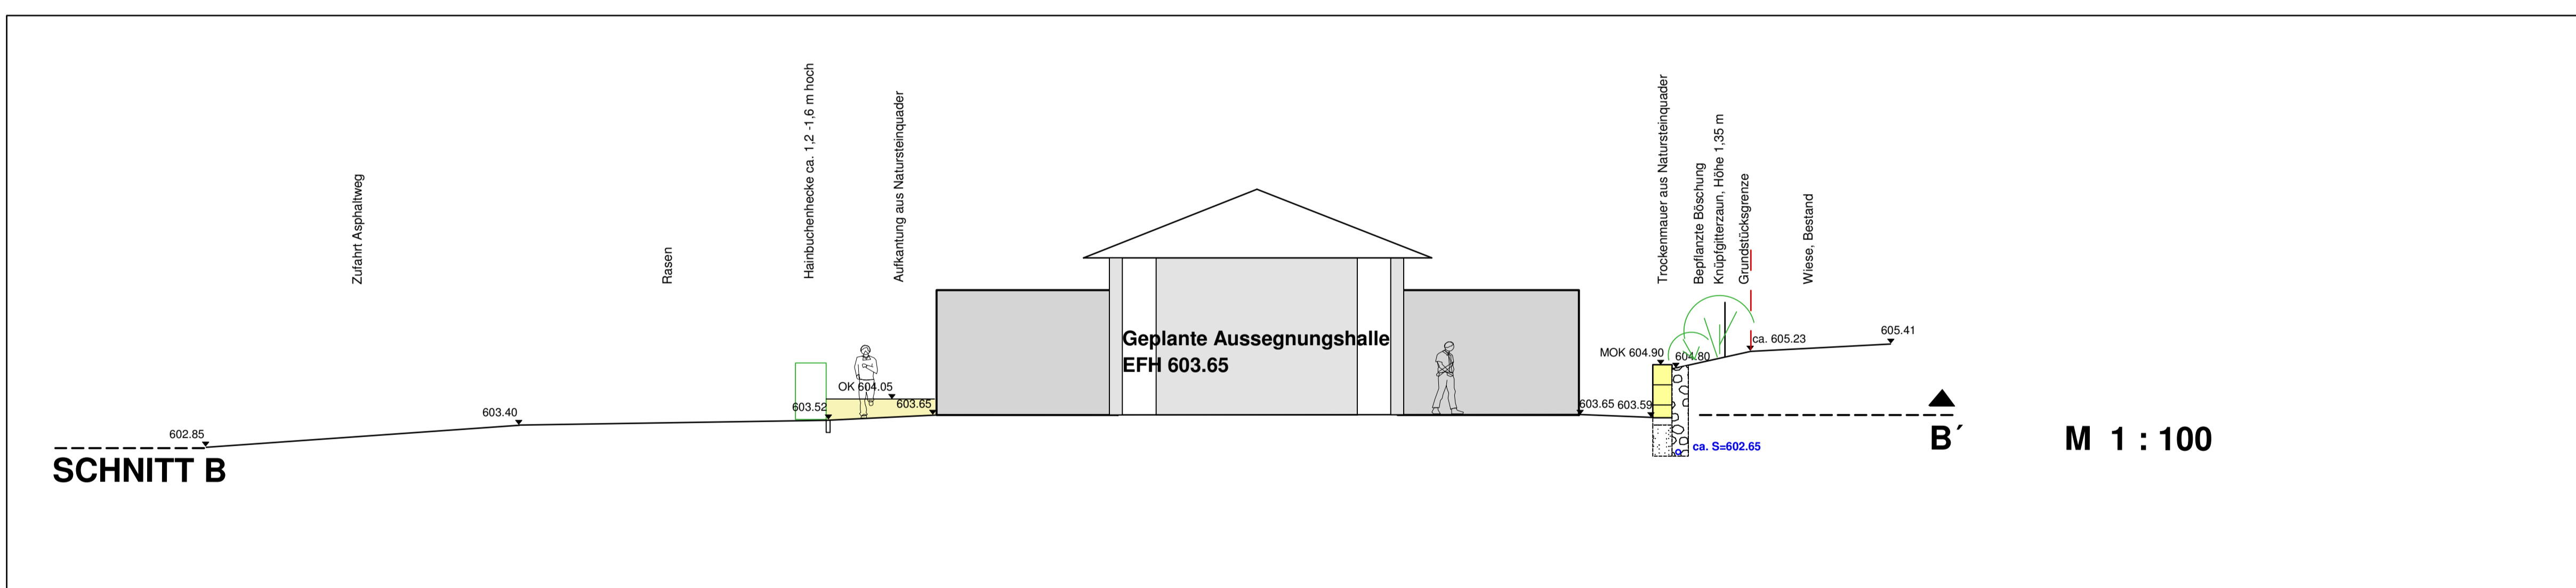 Zufahrt Asphaltweg
Rasen
Hainbuchenhecke ca. 1,2 -1,6 m hoch
Aufkantung aus Natursteinquader
Trockenmauer aus Natursteinquader
Bepflanzte Böschung
Knüpfgitterzaun, Höhe 1,35 m
Grundstücksgrenze
Wiese, Bestand
Geplante Aussegnungshalle
EFH 603.65
602.85
603.40
603.52
OK 604.05
603.65
603.65
603.59
MOK 604.90
604.80
ca. 605.23
605.41
ca. S=602.65
SCHNITT B
B´
M 1 : 100